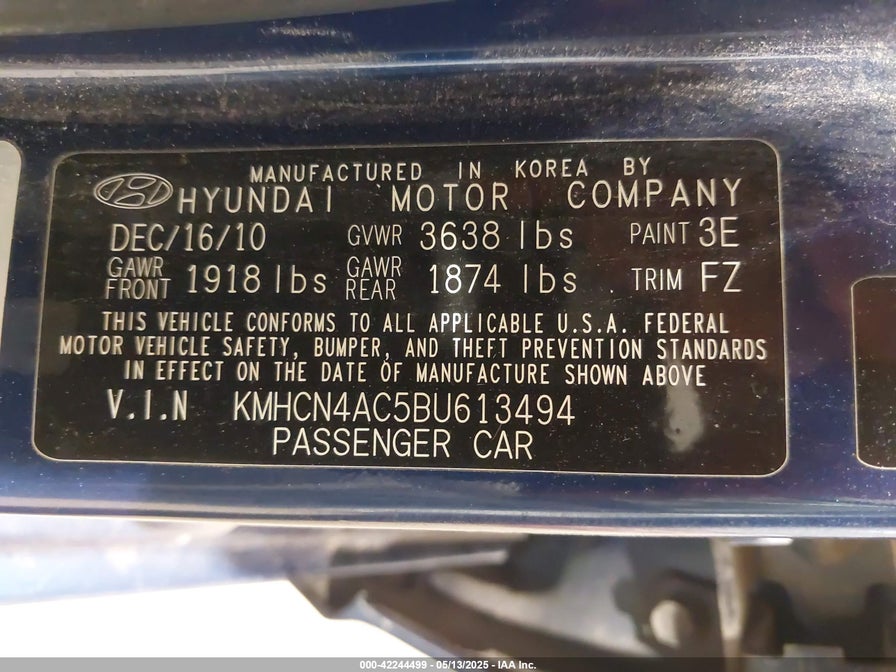 MANUFACTURED IN KOREA BY
HYUNDAI MOTOR COMPANY
DEC/16/10 GVWR 3638 lbs PAINT 3E
GAWR FRONT 1918 lbs GAWR REAR 1874 lbs TRIM FZ
THIS VEHICLE CONFORMS TO ALL APPLICABLE U.S.A. FEDERAL
MOTOR VEHICLE SAFETY, BUMPER, AND THEFT PREVENTION STANDARDS
IN EFFECT ON THE DATE OF MANUFACTURE SHOWN ABOVE
V.I.N KMHCN4AC5BU613494
PASSENGER CAR
000-42244499 - 05/13/2025 - IAA Inc.